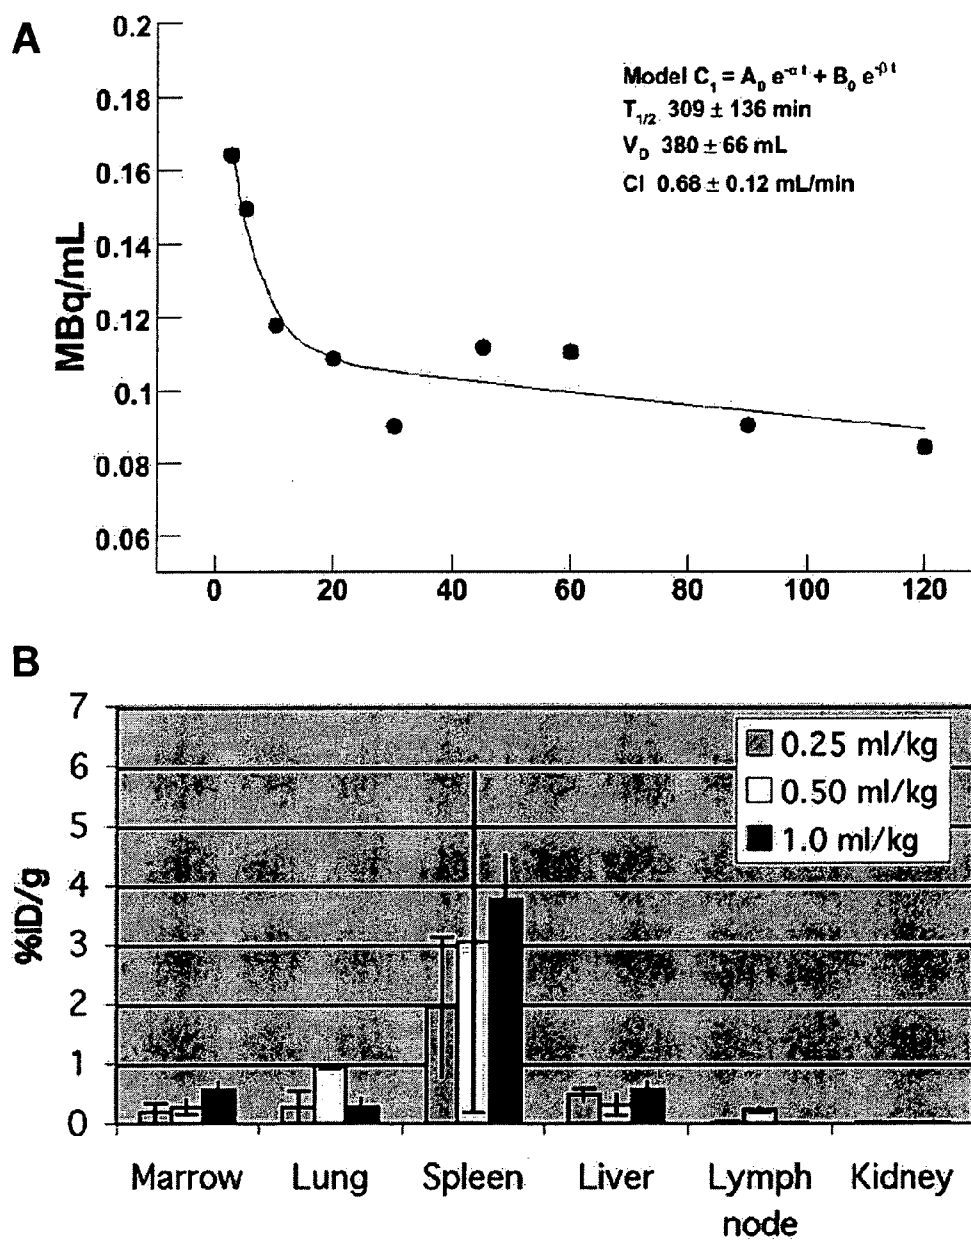 A
0.2
0.18
0.16
0.14
0.12
0.1
0.08
0.06
MBq/mL
Model C₁ = A₀ e^-αt + B₀ e^-βt
T₁/₂ 309 ± 136 min
V_D 380 ± 66 mL
Cl 0.68 ± 0.12 mL/min
0 20 40 60 80 100 120
B
7
6
5
4
3
2
1
0
%ID/g
0.25 ml/kg
0.50 ml/kg
1.0 ml/kg
Marrow Lung Spleen Liver Lymph Kidney
node